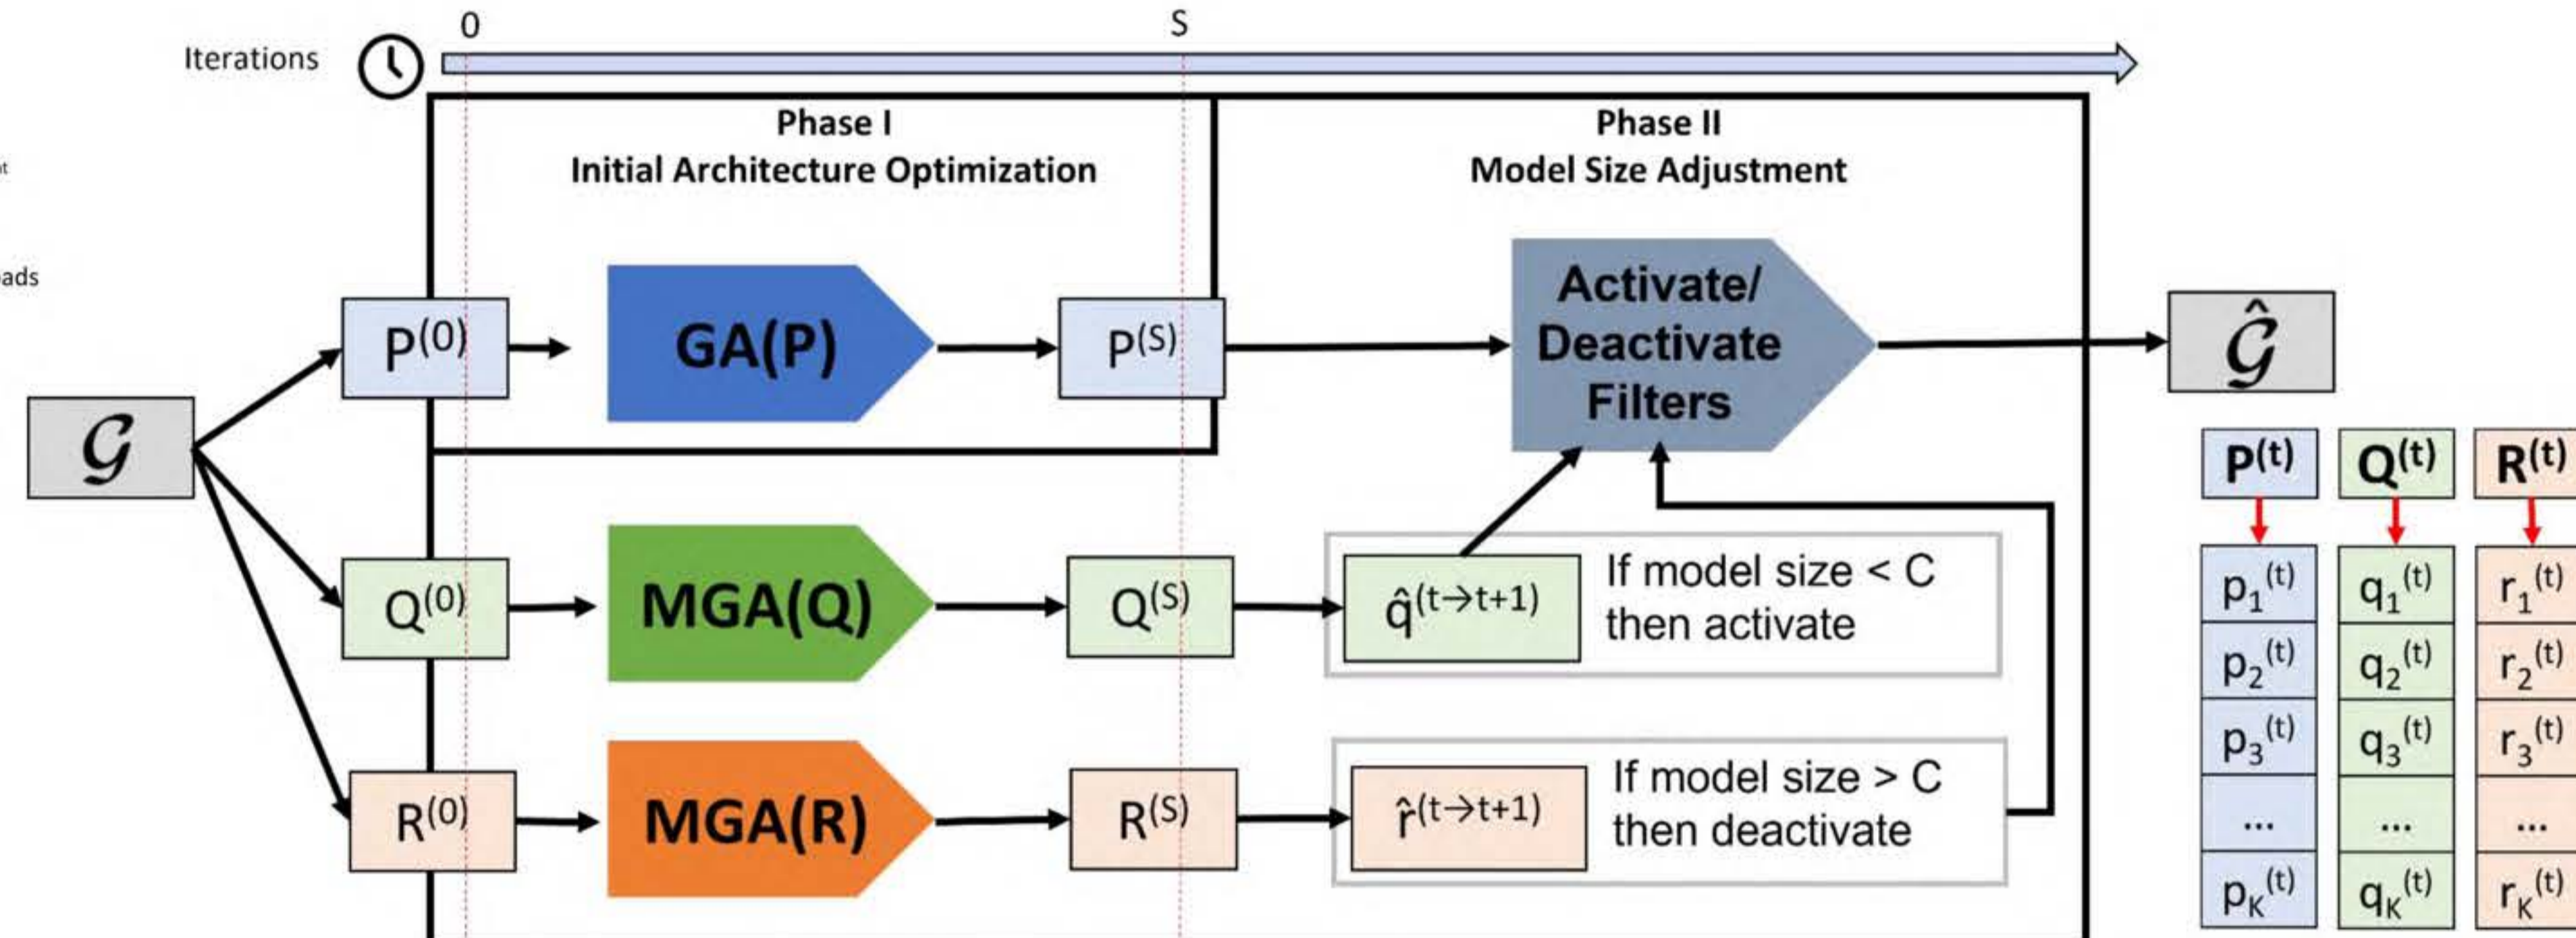 0
S
Iterations
Phase I
Initial Architecture Optimization
Phase II
Model Size Adjustment
P(0)
GA(P)
P(S)
Activate/
Deactivate
Filters
𝒢̂
𝒢
Q(0)
MGA(Q)
Q(S)
q̂(t→t+1)
If model size < C
then activate
R(0)
MGA(R)
R(S)
r̂(t→t+1)
If model size > C
then deactivate
P(t) Q(t) R(t)
p1(t) q1(t) r1(t)
p2(t) q2(t) r2(t)
p3(t) q3(t) r3(t)
... ... ...
pK(t) qK(t) rK(t)